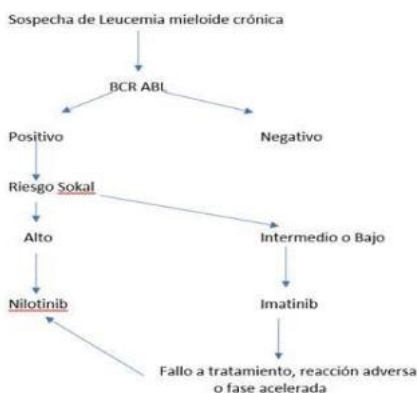 Sospecha de Leucemia mieloide crónica
BCR ABL
Positivo
Negativo
Riesgo Sokal
Alto
Intermedio o Bajo
Nilotinib
Imatinib
Fallo a tratamiento, reacción adversa
o fase acelerada